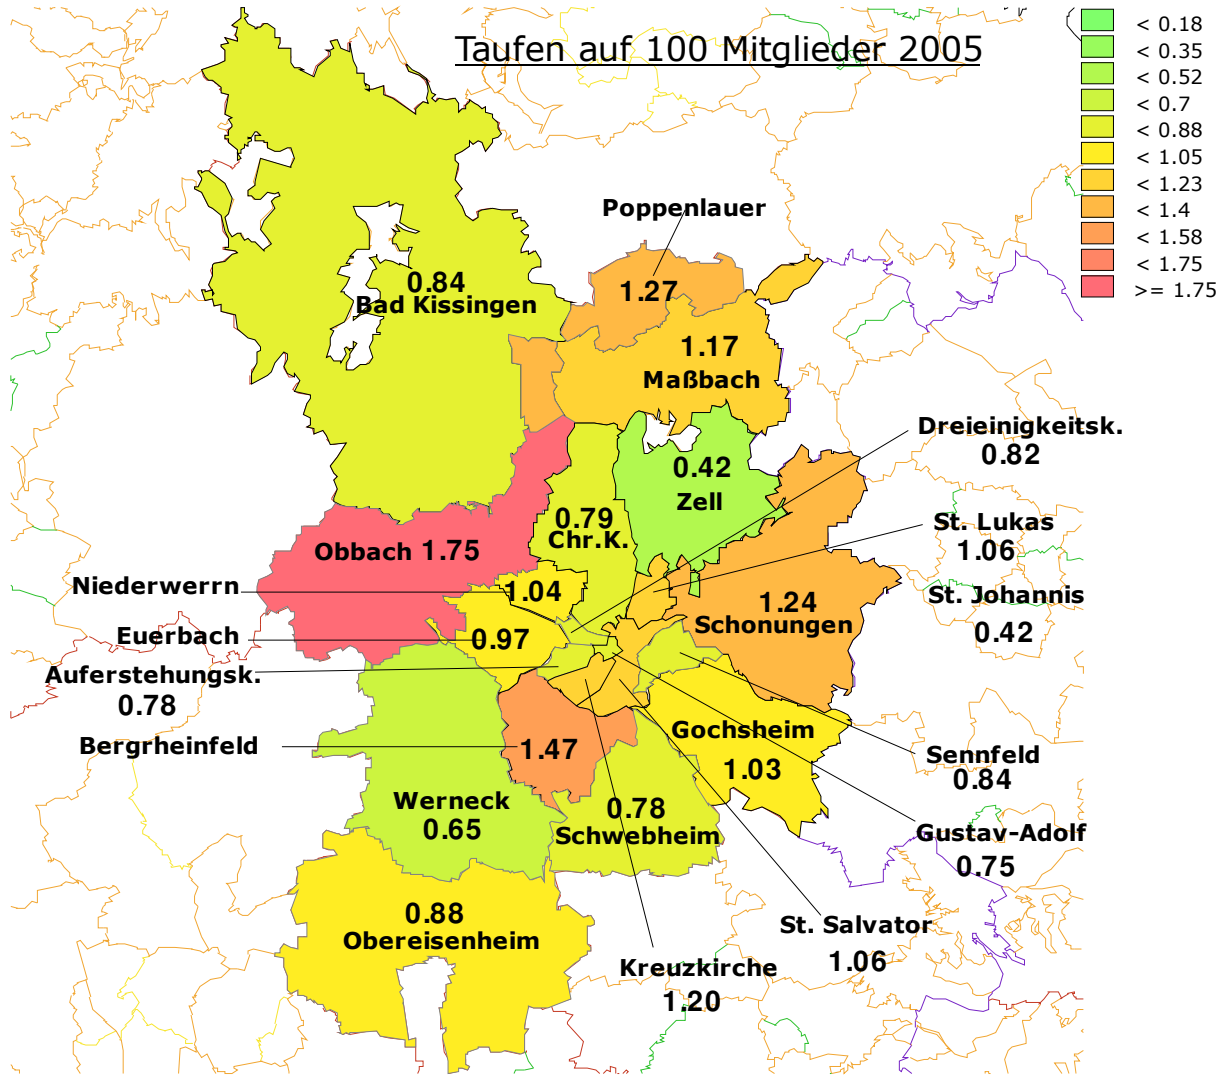 Taufen auf 100 Mitglieder 2005
< 0.18
< 0.35
< 0.52
< 0.7
< 0.88
< 1.05
< 1.23
< 1.4
< 1.58
< 1.75
>= 1.75
Poppenlauer
1.27
0.84
Bad Kissingen
1.17
Maßbach
Dreieinigkeitsk.
0.82
0.42
Zell
0.79
Chr.K.
St. Lukas
1.06
Obbach 1.75
Niederwerrn
1.04
St. Johannis
0.42
1.24
Schonungen
Euerbach
0.97
Auferstehungsk.
0.78
Bergrheinfeld
1.47
Gochsheim
1.03
Sennfeld
0.84
Werneck
0.65
0.78
Schwebheim
Gustav-Adolf
0.75
0.88
Obereisenheim
St. Salvator
1.06
Kreuzkirche
1.20